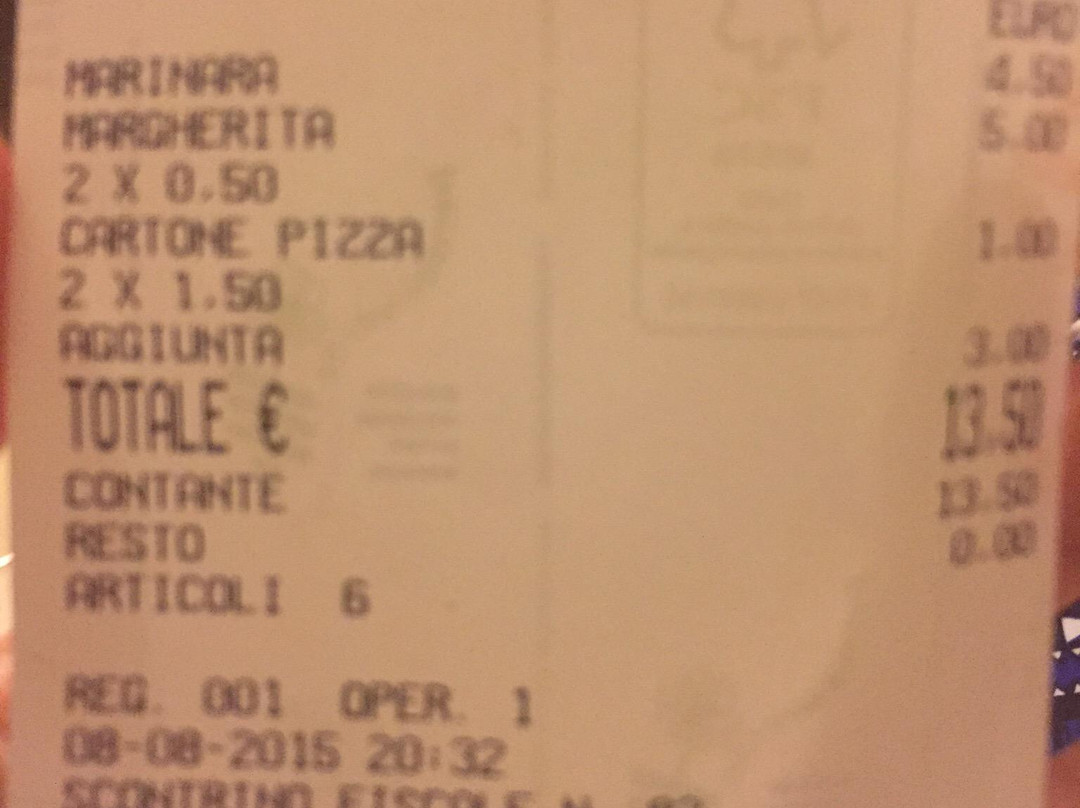 EURO
MARINARA 4.50
MARGHERITA 5.00
2 X 0.50
CARTONE PIZZA 1.00
2 X 1.50
AGGIUNTA 3.00
TOTALE € 13.50
CONTANTE 13.50
RESTO 0.00
ARTICOLI 6
REG. 001 OPER. 1
08-08-2015 20:32
SCONTRINO FISCALE N.